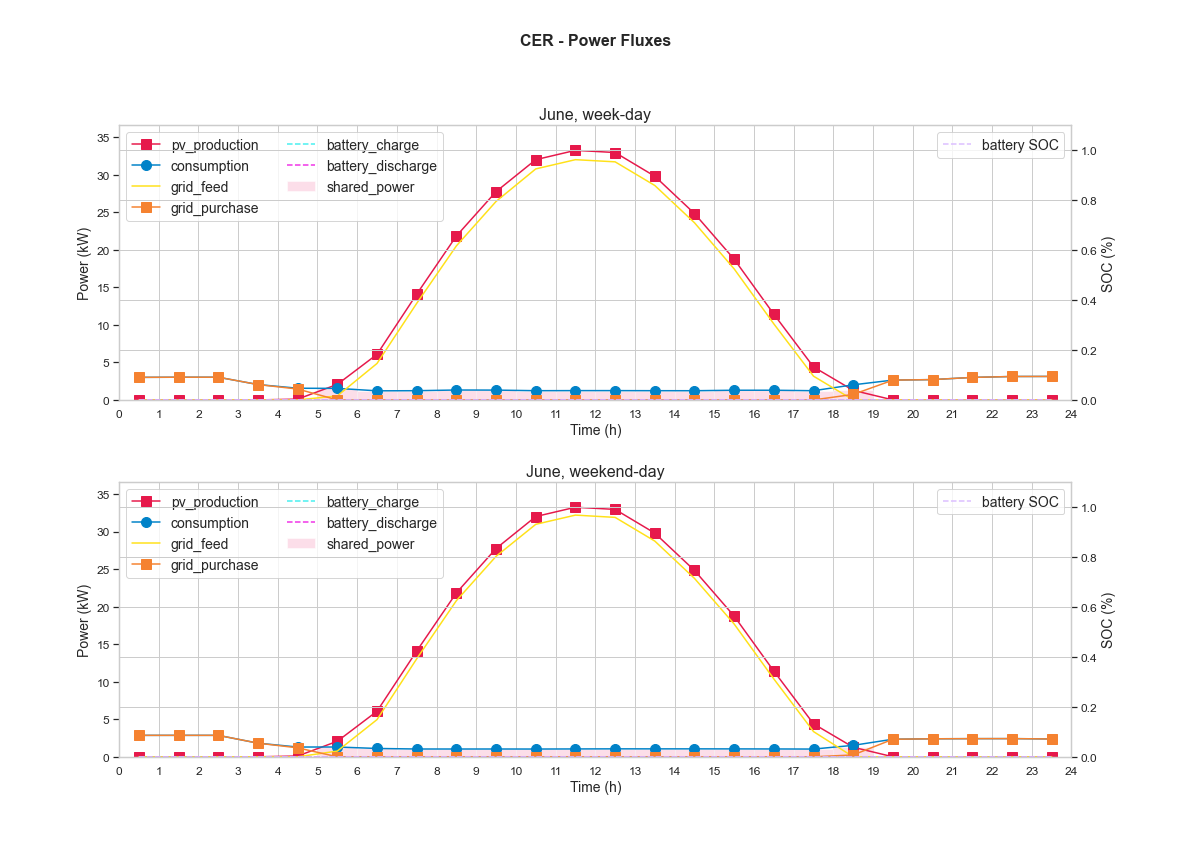 CER - Power Fluxes
June, week-day
pv_production
consumption
grid_feed
grid_purchase
battery_charge
battery_discharge
shared_power
battery SOC
Power (kW)
35
30
25
20
15
10
5
0
1.0
0.8
0.6
0.4
0.2
0.0
SOC (%)
0 1 2 3 4 5 6 7 8 9 10 11 12 13 14 15 16 17 18 19 20 21 22 23 24
Time (h)
June, weekend-day
pv_production
consumption
grid_feed
grid_purchase
battery_charge
battery_discharge
shared_power
battery SOC
Power (kW)
35
30
25
20
15
10
5
0
1.0
0.8
0.6
0.4
0.2
0.0
SOC (%)
0 1 2 3 4 5 6 7 8 9 10 11 12 13 14 15 16 17 18 19 20 21 22 23 24
Time (h)